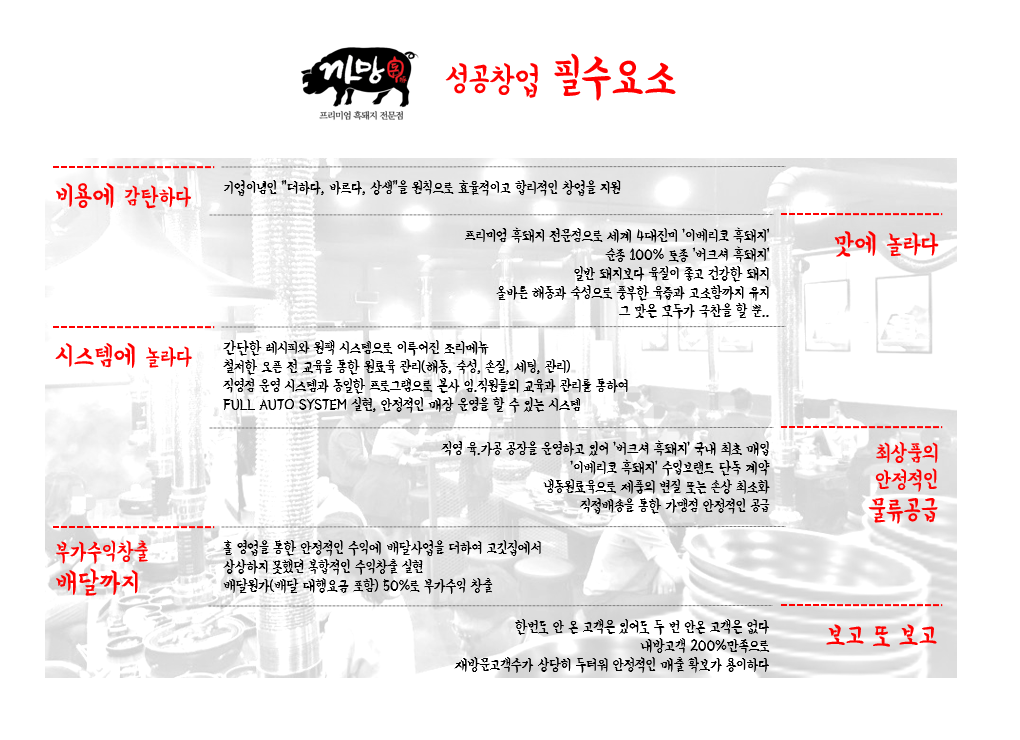 까망 돈
프리미엄 흑돼지 전문점
성공창업 필수요소
비용에 감탄하다
기업이념인 "더하다, 바르다, 상생"을 원칙으로 효율적이고 합리적인 창업을 지원
맛에 놀라다
프리미엄 흑돼지 전문점으로 세계 4대진미 '이베리코 흑돼지'
순종 100% 토종 '버크셔 흑돼지'
일반 돼지보다 육질이 좋고 건강한 돼지
올바른 해동과 숙성으로 풍부한 육즙과 고소함까지 유지
그 맛은 모두가 극찬을 할 뿐..
시스템에 놀라다
간단한 레시피와 원팩 시스템으로 이루어진 조리메뉴
철저한 오픈 전 교육을 통한 원료육 관리(해동, 숙성, 손질, 세팅, 관리)
직영점 운영 시스템과 동일한 프로그램으로 본사 임.직원들의 교육과 관리를 통하여
FULL AUTO SYSTEM 실현, 안정적인 매장 운영을 할 수 있는 시스템
최상품의
안정적인
물류공급
직영 육.가공 공장을 운영하고 있어 '버크셔 흑돼지' 국내 최초 매입
'이베리코 흑돼지' 수입브랜드 단독 계약
냉동원료육으로 제품의 변질 또는 손상 최소화
직접배송을 통한 가맹점 안정적인 공급
부가수익창출
배달까지
홀 영업을 통한 안정적인 수익에 배달사업을 더하여 고깃집에서
상상하지 못했던 복합적인 수익창출 실현
배달원가(배달 대행요금 포함) 50%로 부가수익 창출
보고 또 보고
한번도 안 온 고객은 있어도 두 번 안온 고객은 없다
내방고객 200%만족으로
재방문고객수가 상당히 두터워 안정적인 매출 확보가 용이하다